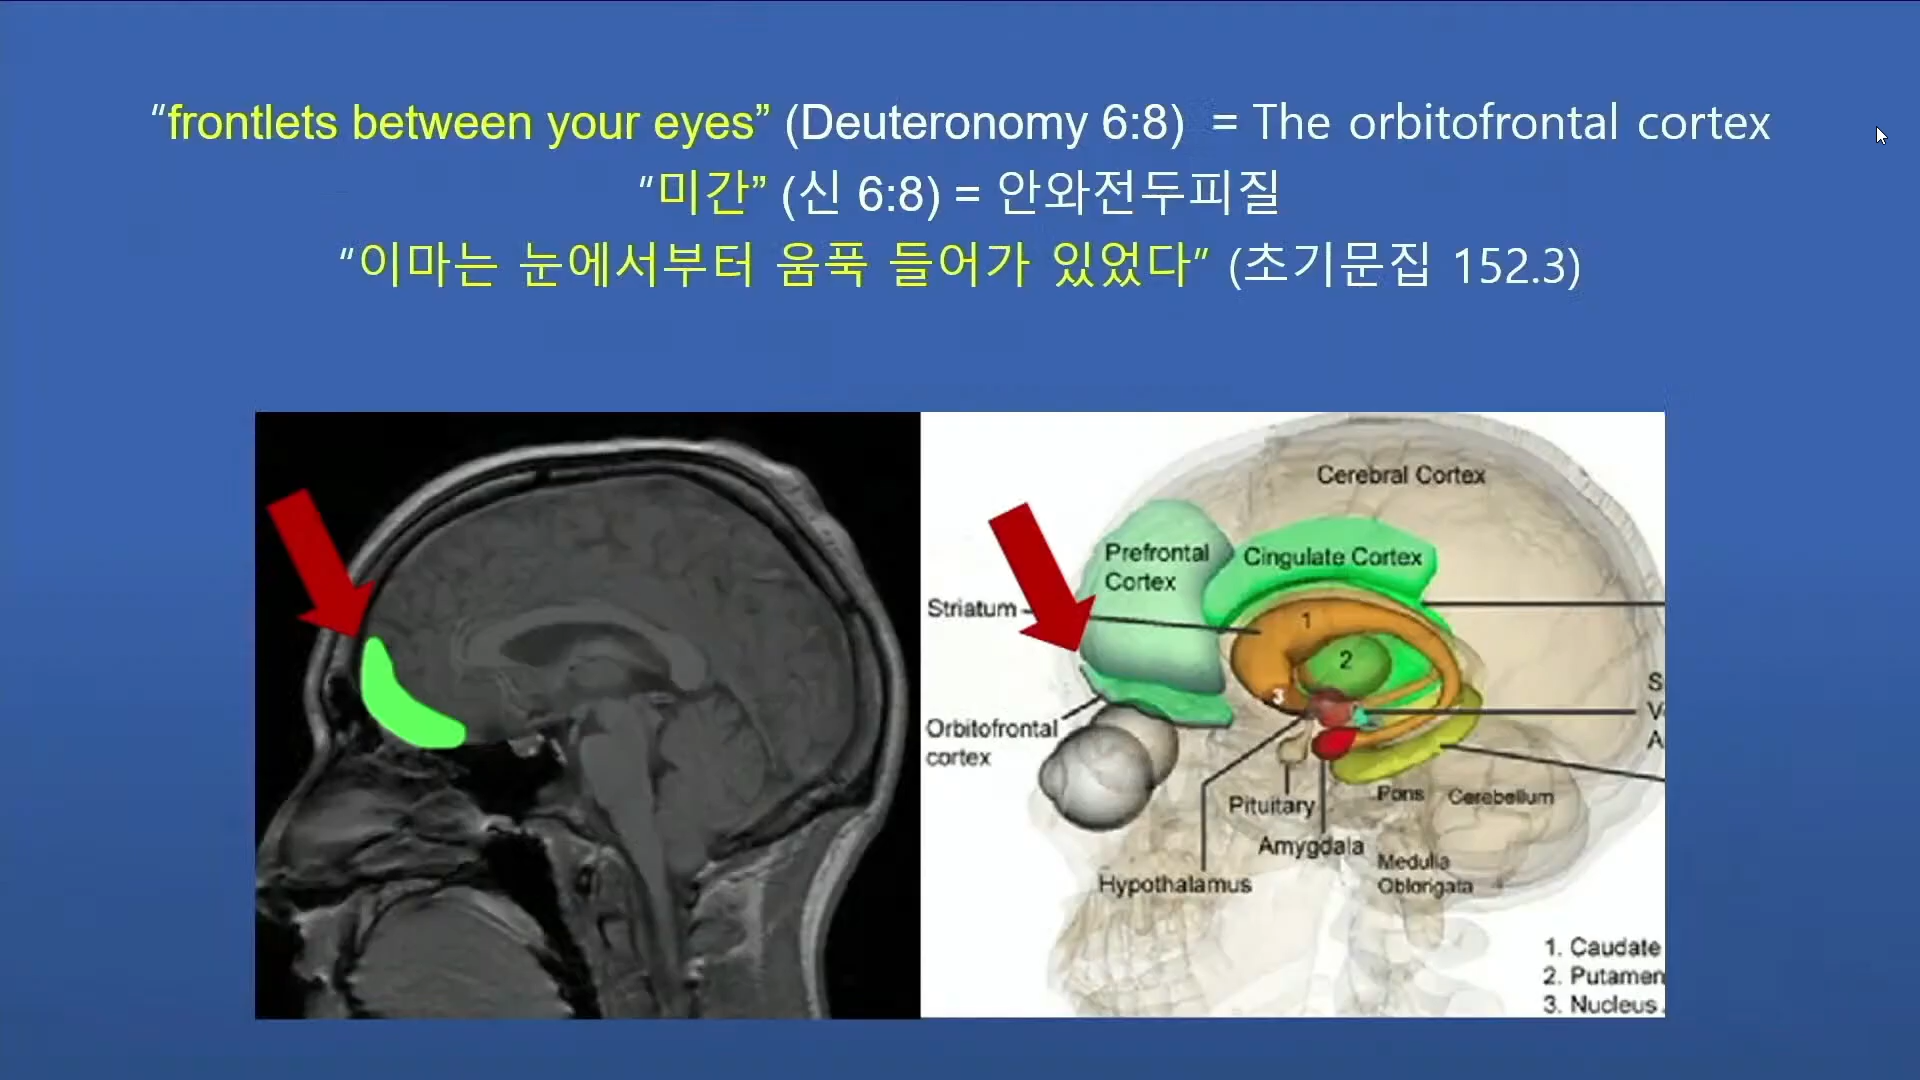 “frontlets between your eyes” (Deuteronomy 6:8) = The orbitofrontal cortex
“미간” (신 6:8) = 안와전두피질
“이마는 눈에서부터 움푹 들어가 있었다” (초기문집 152.3)
Cerebral Cortex
Prefrontal
Cortex
Cingulate Cortex
Striatum
1
2
3
S
V
A
Orbitofrontal
cortex
Pituitary
Pons
Cerebellum
Amygdala
Medulla
Oblongata
Hypothalamus
1. Caudate
2. Putamen
3. Nucleus